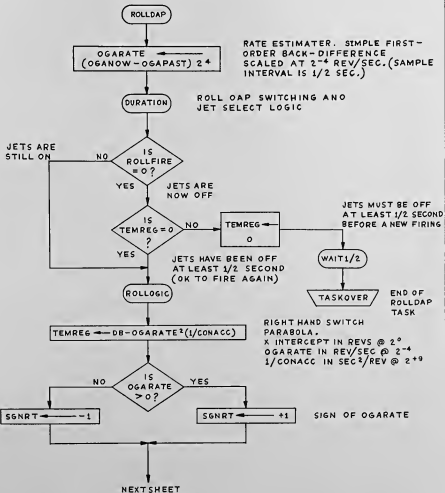 ROLLDAP
OGARATE ←
(OGANOW-OGAPAST) 2⁴
RATE ESTIMATER. SIMPLE FIRST-
ORDER BACK-DIFFERENCE
SCALED AT 2⁻⁴ REV/SEC. (SAMPLE
INTERVAL IS 1/2 SEC.)
DURATION
ROLL OAP SWITCHING ANO
JET SELECT LOGIC
JETS ARE
STILL ON
NO
IS
ROLLFIRE
=0?
YES
JETS ARE
NOW OFF
IS
TEMREG=0
?
NO
TEMREG ←
0
JETS MUST BE OFF
AT LEAST 1/2 SECOND
BEFORE A NEW FIRING
WAIT1/2
YES
JETS HAVE BEEN OFF
AT LEAST 1/2 SECOND
(OK TO FIRE AGAIN)
TASKOVER
END OF
ROLLDAP
TASK
ROLLOGIC
TEMREG ← DB-OGARATE²(1/CONACC)
RIGHT HAND SWITCH
PARABOLA.
X INTERCEPT IN REVS @ 2⁰
OGARATE IN REV/SEC @ 2⁻⁴
1/CONACC IN SEC²/REV @ 2⁺⁹
NO
IS
OGARATE
>0?
YES
SGNRT ← -1
SGNRT ← +1
SIGN OF OGARATE
NEXTSHEET